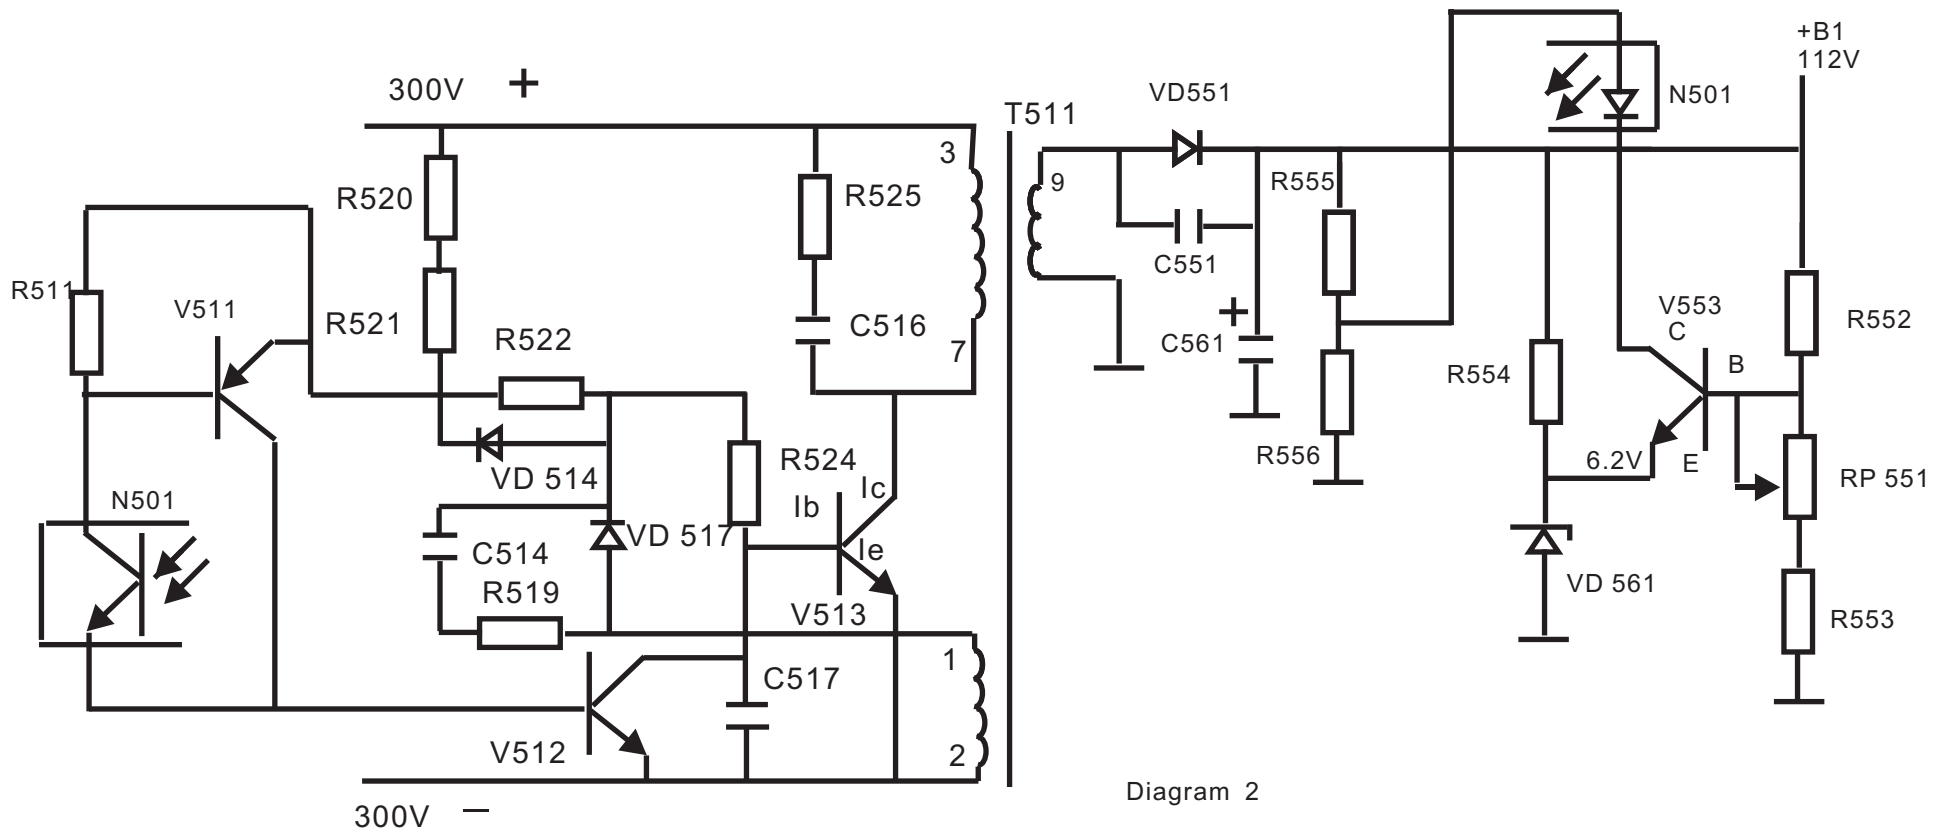 +B1
112V
300V +
VD551
N501
T511
3
9
R520
R525
R555
R511
V511
R521
R522
C516
7
C551
+
C561
V553
C
B
R552
R554
VD 514
R524
Ic
Ib
R556
6.2V
E
RP 551
N501
C514
VD 517
Ie
R519
V513
VD 561
R553
1
C517
V512
2
Diagram 2
300V —